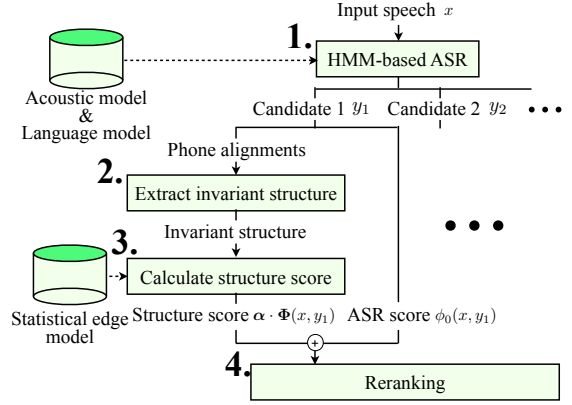 Input speech x
1.
HMM-based ASR
Acoustic model
&
Language model
Candidate 1 y₁
Candidate 2 y₂
• • •
Phone alignments
2.
Extract invariant structure
Invariant structure
• • •
3.
Calculate structure score
Statistical edge
model
Structure score α · Φ(x, y₁)
ASR score ϕ₀(x, y₁)
+
4.
Reranking